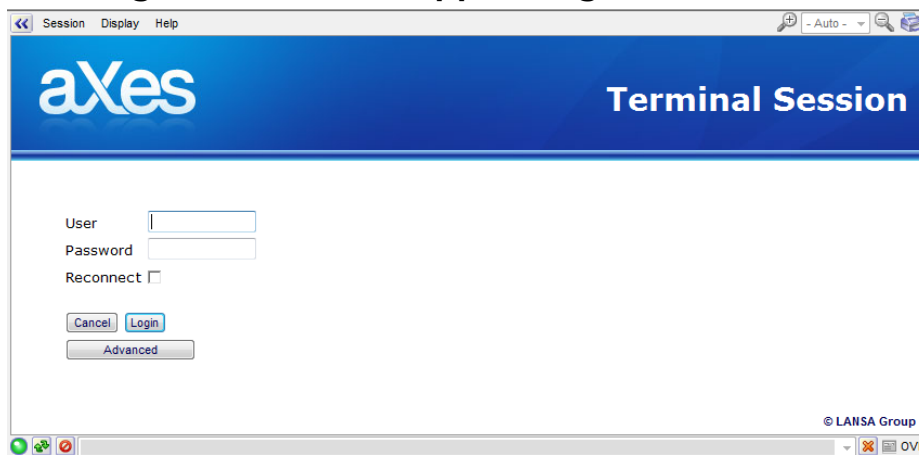 Session Display Help - Auto -
aXes
Terminal Session
User
Password
Reconnect
Cancel Login
Advanced
© LANSA Group